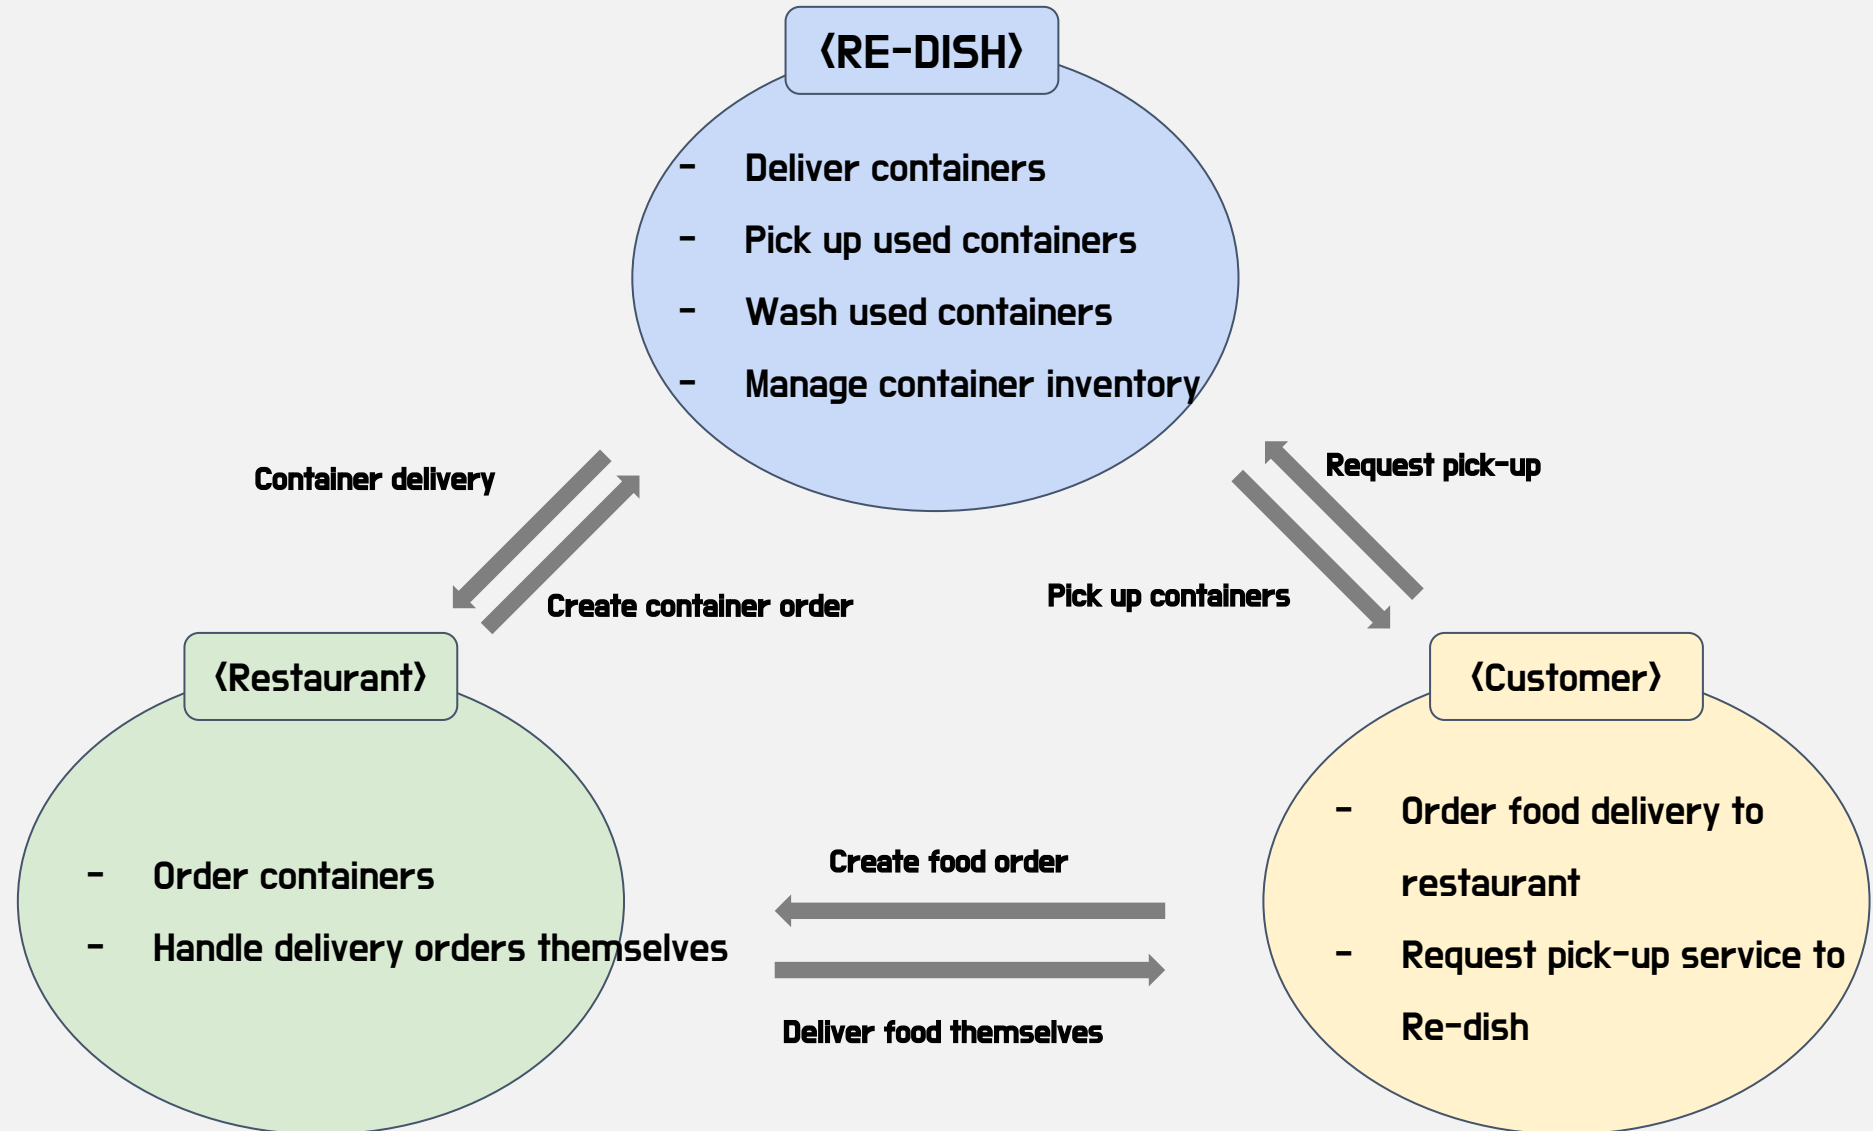 〈RE-DISH〉
- Deliver containers
- Pick up used containers
- Wash used containers
- Manage container inventory
Container delivery
Create container order
Request pick-up
Pick up containers
〈Restaurant〉
- Order containers
- Handle delivery orders themselves
Create food order
Deliver food themselves
〈Customer〉
- Order food delivery to
restaurant
- Request pick-up service to
Re-dish